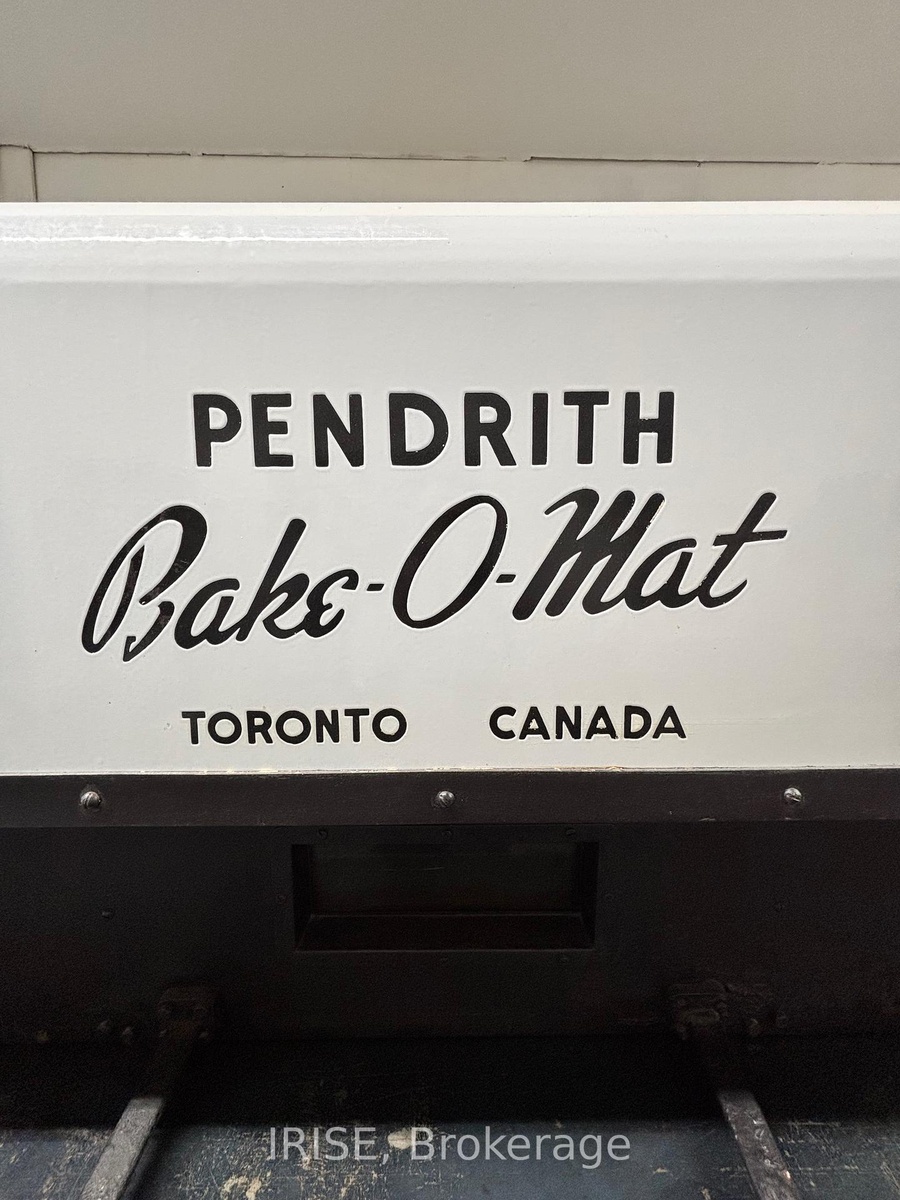 PENDRITH
Bake-O-Mat
TORONTO CANADA
IRISE, Brokerage